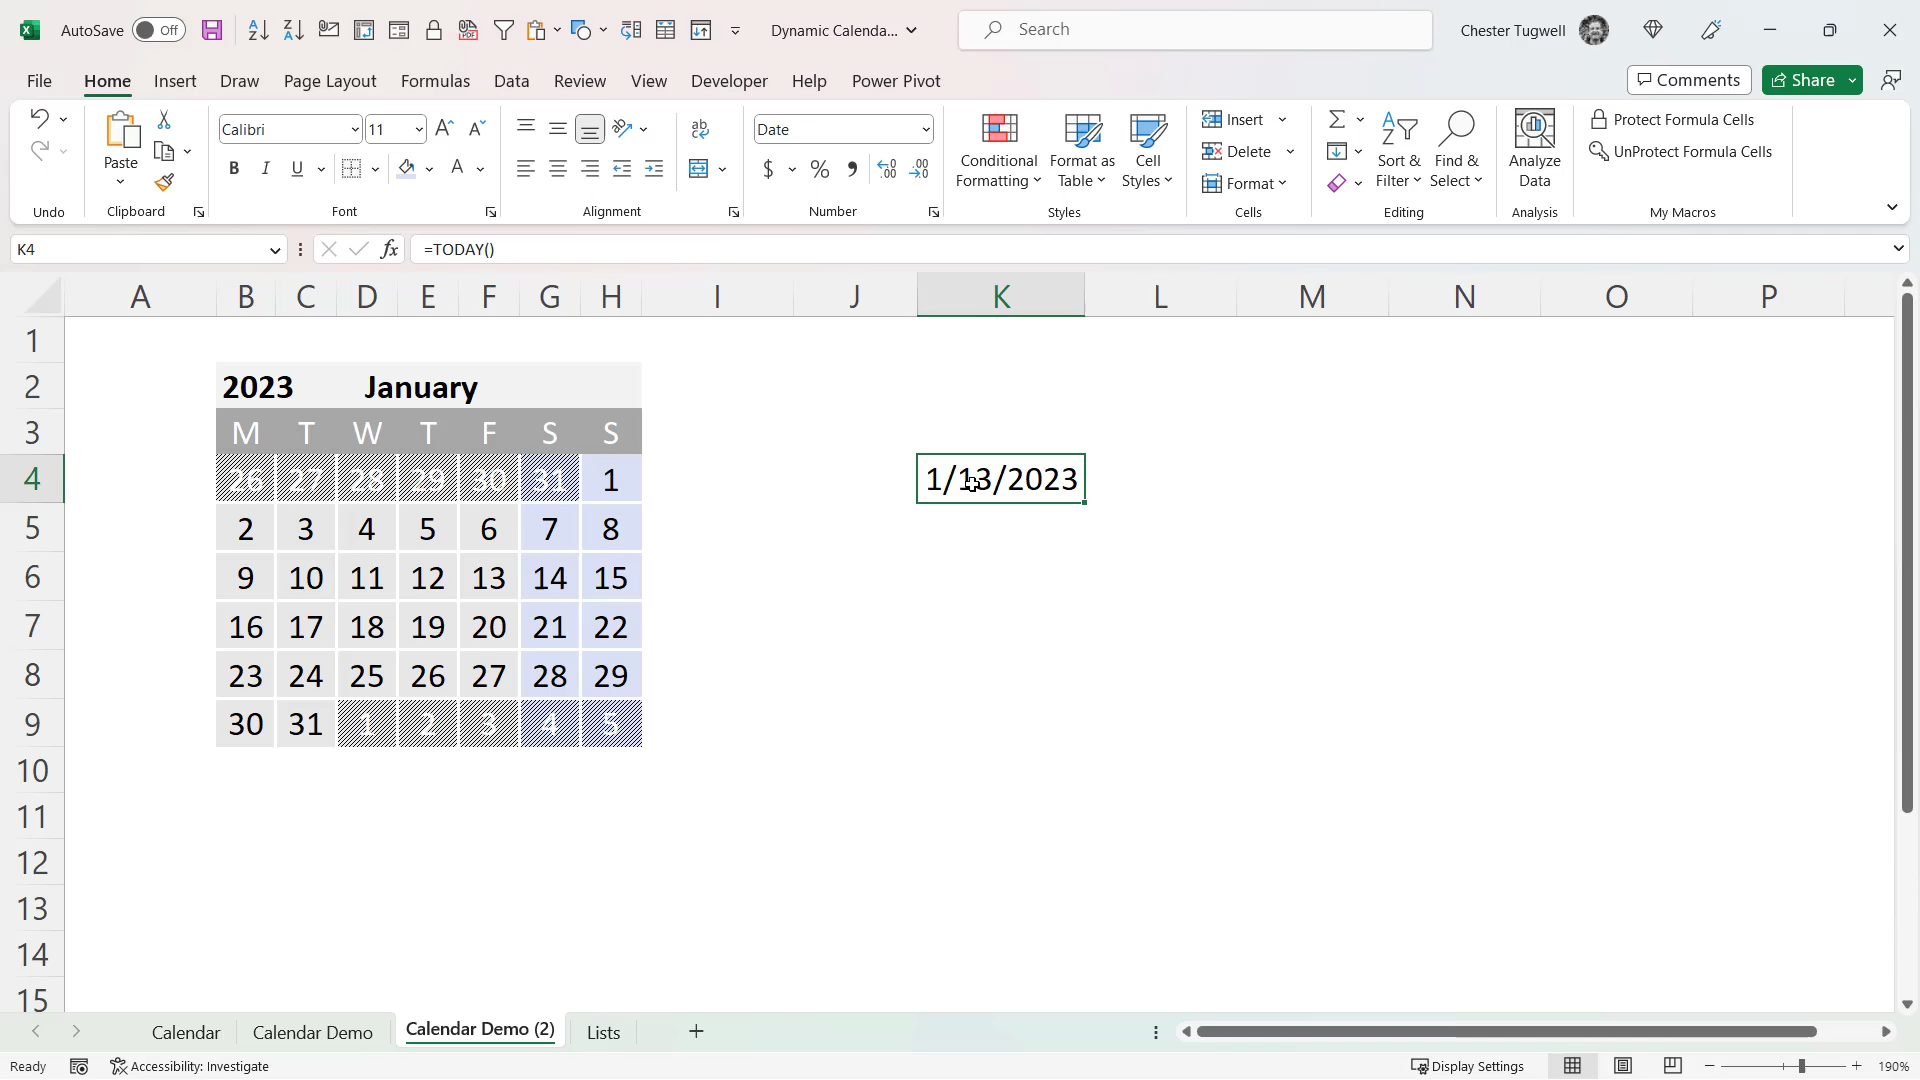 AutoSave Off Dynamic Calenda... Search Chester Tugwell
File Home Insert Draw Page Layout Formulas Data Review View Developer Help Power Pivot Comments Share
Calibri 11 Date Insert Protect Formula Cells
Paste Conditional Formatting Format as Table Cell Styles Delete Sort & Filter Find & Select Analyze Data UnProtect Formula Cells
B I U $ % Format
Undo Clipboard Font Alignment Number Styles Cells Editing Analysis My Macros
K4 fx =TODAY()
A B C D E F G H I J K L M N O P
1
2 2023 January
3 M T W T F S S
4 26 27 28 29 30 31 1 1/13/2023
5 2 3 4 5 6 7 8
6 9 10 11 12 13 14 15
7 16 17 18 19 20 21 22
8 23 24 25 26 27 28 29
9 30 31 1 2 3 4 5
10
11
12
13
14
15
Calendar Calendar Demo Calendar Demo (2) Lists
Ready Accessibility: Investigate Display Settings 190%